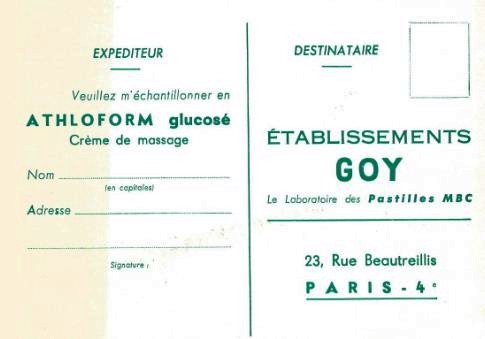 EXPEDITEUR
Veuillez m'échantillonner en
ATHLOFORM glucosé
Crème de massage
Nom
(en capitales)
Adresse
Signature :
DESTINATAIRE
ÉTABLISSEMENTS
GOY
Le Laboratoire des Pastilles MBC
23, Rue Beautreillis
PARIS - 4e